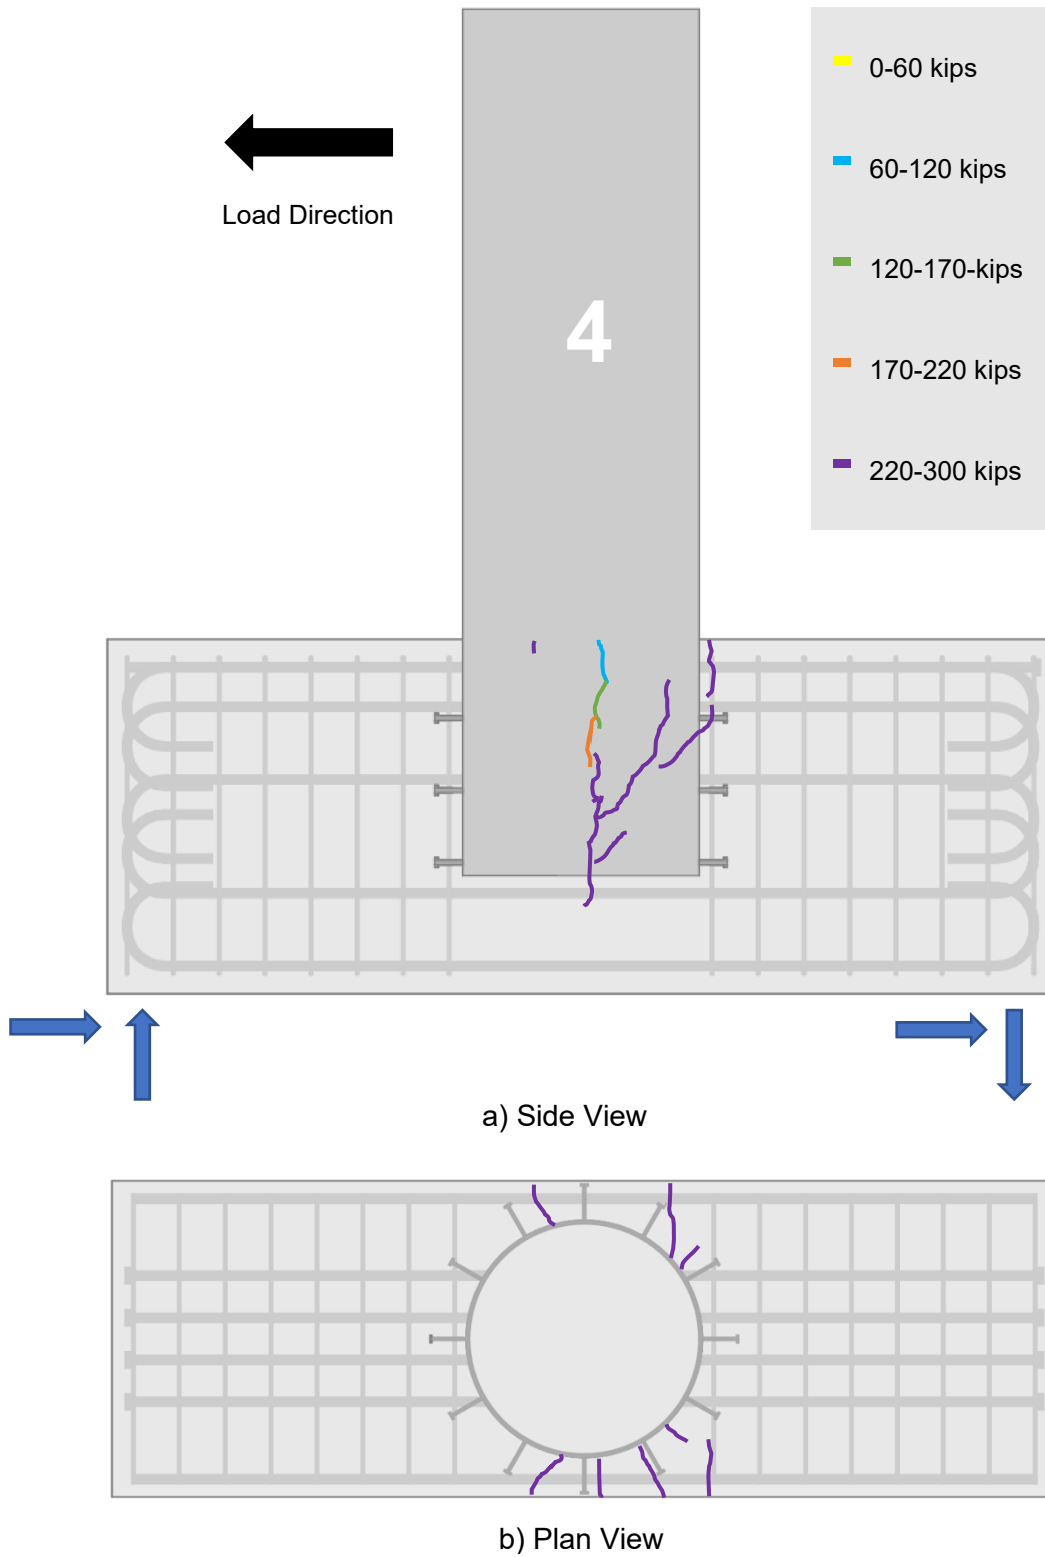 0-60 kips
60-120 kips
Load Direction
120-170-kips
4
170-220 kips
220-300 kips
a) Side View
b) Plan View